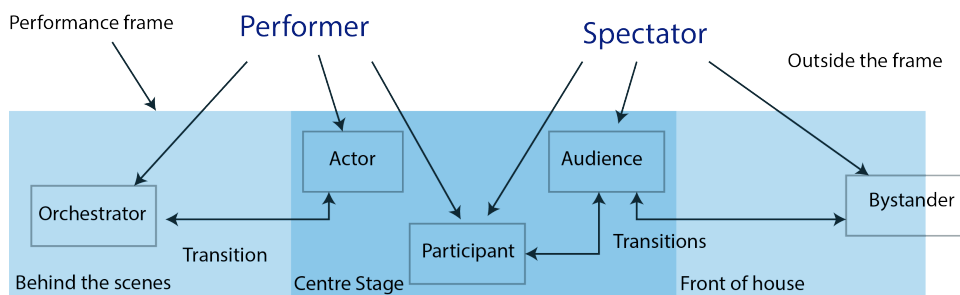 Performance frame
Performer
Spectator
Outside the frame
Actor
Audience
Orchestrator
Bystander
Participant
Transition
Transitions
Behind the scenes
Centre Stage
Front of house